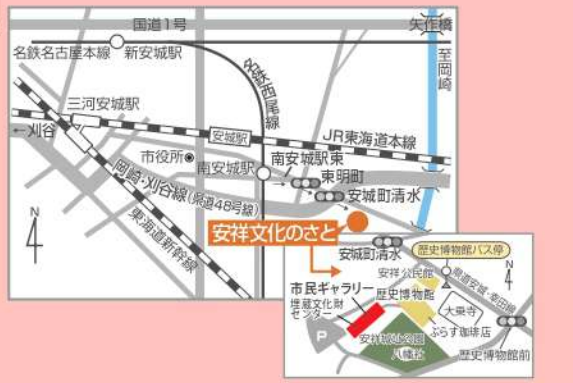 国道1号
矢作橋
名鉄名古屋本線
新安城駅
至岡崎
名鉄西尾線
三河安城駅
←刈谷
安城駅
JR東海道本線
市役所
南安城駅
南安城駅東
東明町
安城町清水
岡崎・刈谷線(県道48号線)
東海道新幹線
N
安祥文化のさと
安城町清水
歴史博物館バス停
N
安祥公民館
県道安城・幸田線
市民ギャラリー
歴史博物館
埋蔵文化財
センター
大乗寺
ぷらす珈琲店
P
安祥城址公園
八幡社
歴史博物館前